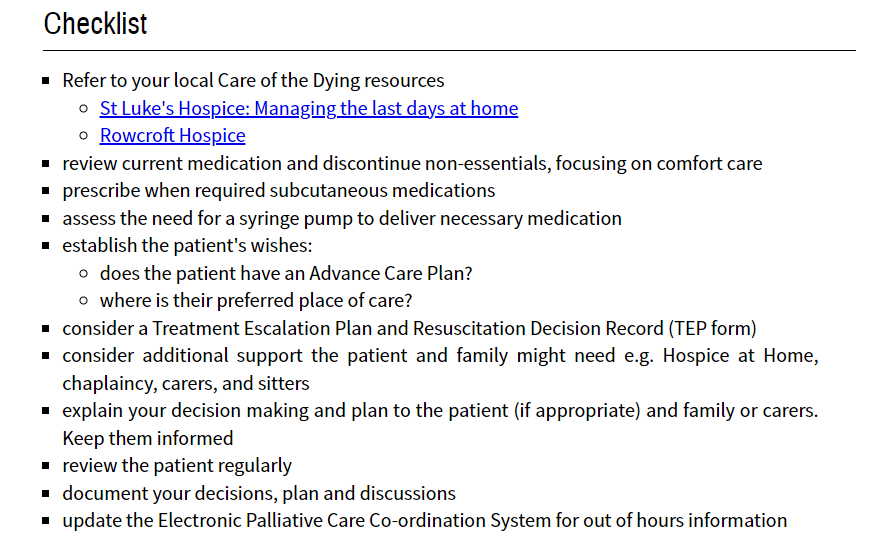 Checklist
▪ Refer to your local Care of the Dying resources
○ St Luke's Hospice: Managing the last days at home
○ Rowcroft Hospice
▪ review current medication and discontinue non-essentials, focusing on comfort care
▪ prescribe when required subcutaneous medications
▪ assess the need for a syringe pump to deliver necessary medication
▪ establish the patient's wishes:
○ does the patient have an Advance Care Plan?
○ where is their preferred place of care?
▪ consider a Treatment Escalation Plan and Resuscitation Decision Record (TEP form)
▪ consider additional support the patient and family might need e.g. Hospice at Home,
chaplaincy, carers, and sitters
▪ explain your decision making and plan to the patient (if appropriate) and family or carers.
Keep them informed
▪ review the patient regularly
▪ document your decisions, plan and discussions
▪ update the Electronic Palliative Care Co-ordination System for out of hours information